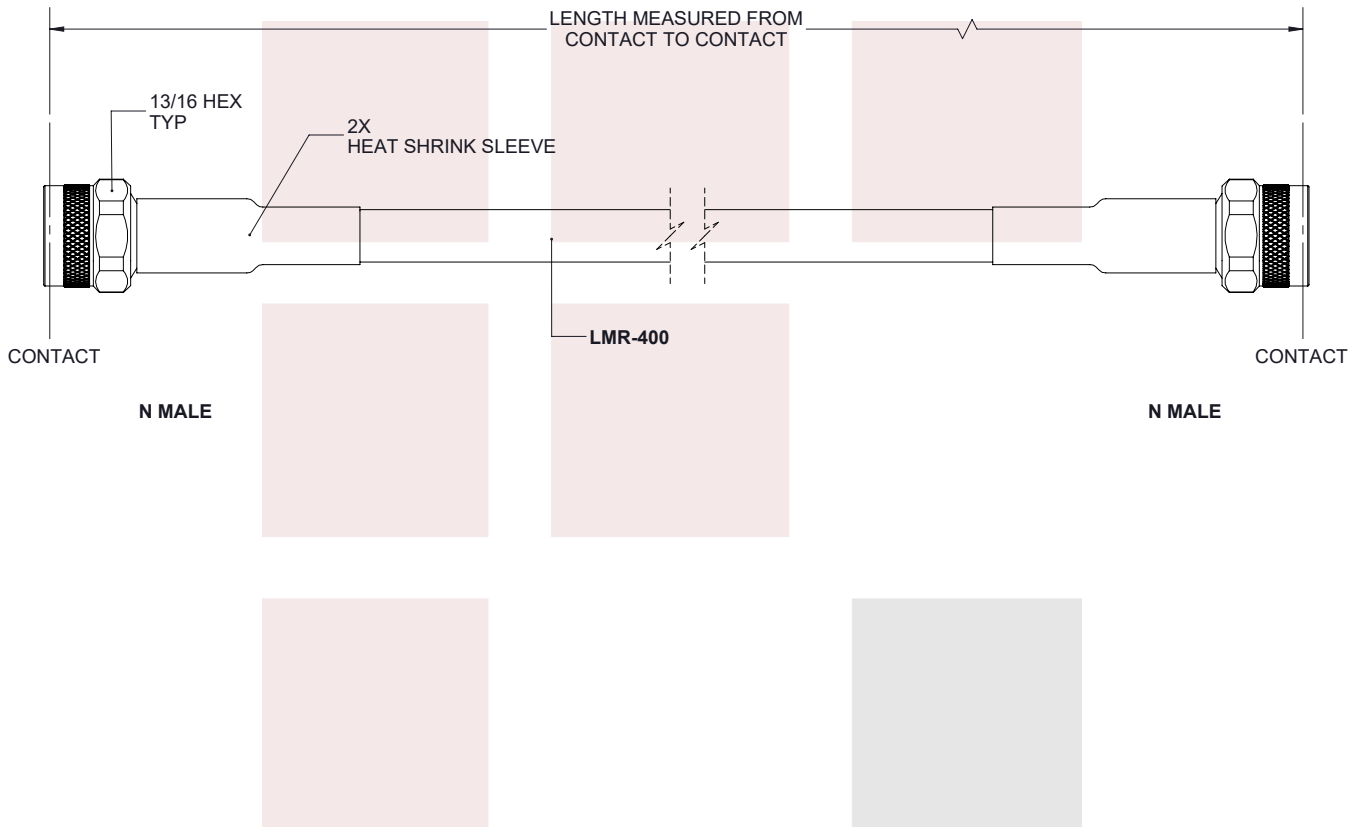 LENGTH MEASURED FROM
CONTACT TO CONTACT
13/16 HEX
TYP
2X
HEAT SHRINK SLEEVE
LMR-400
CONTACT
CONTACT
N MALE
N MALE